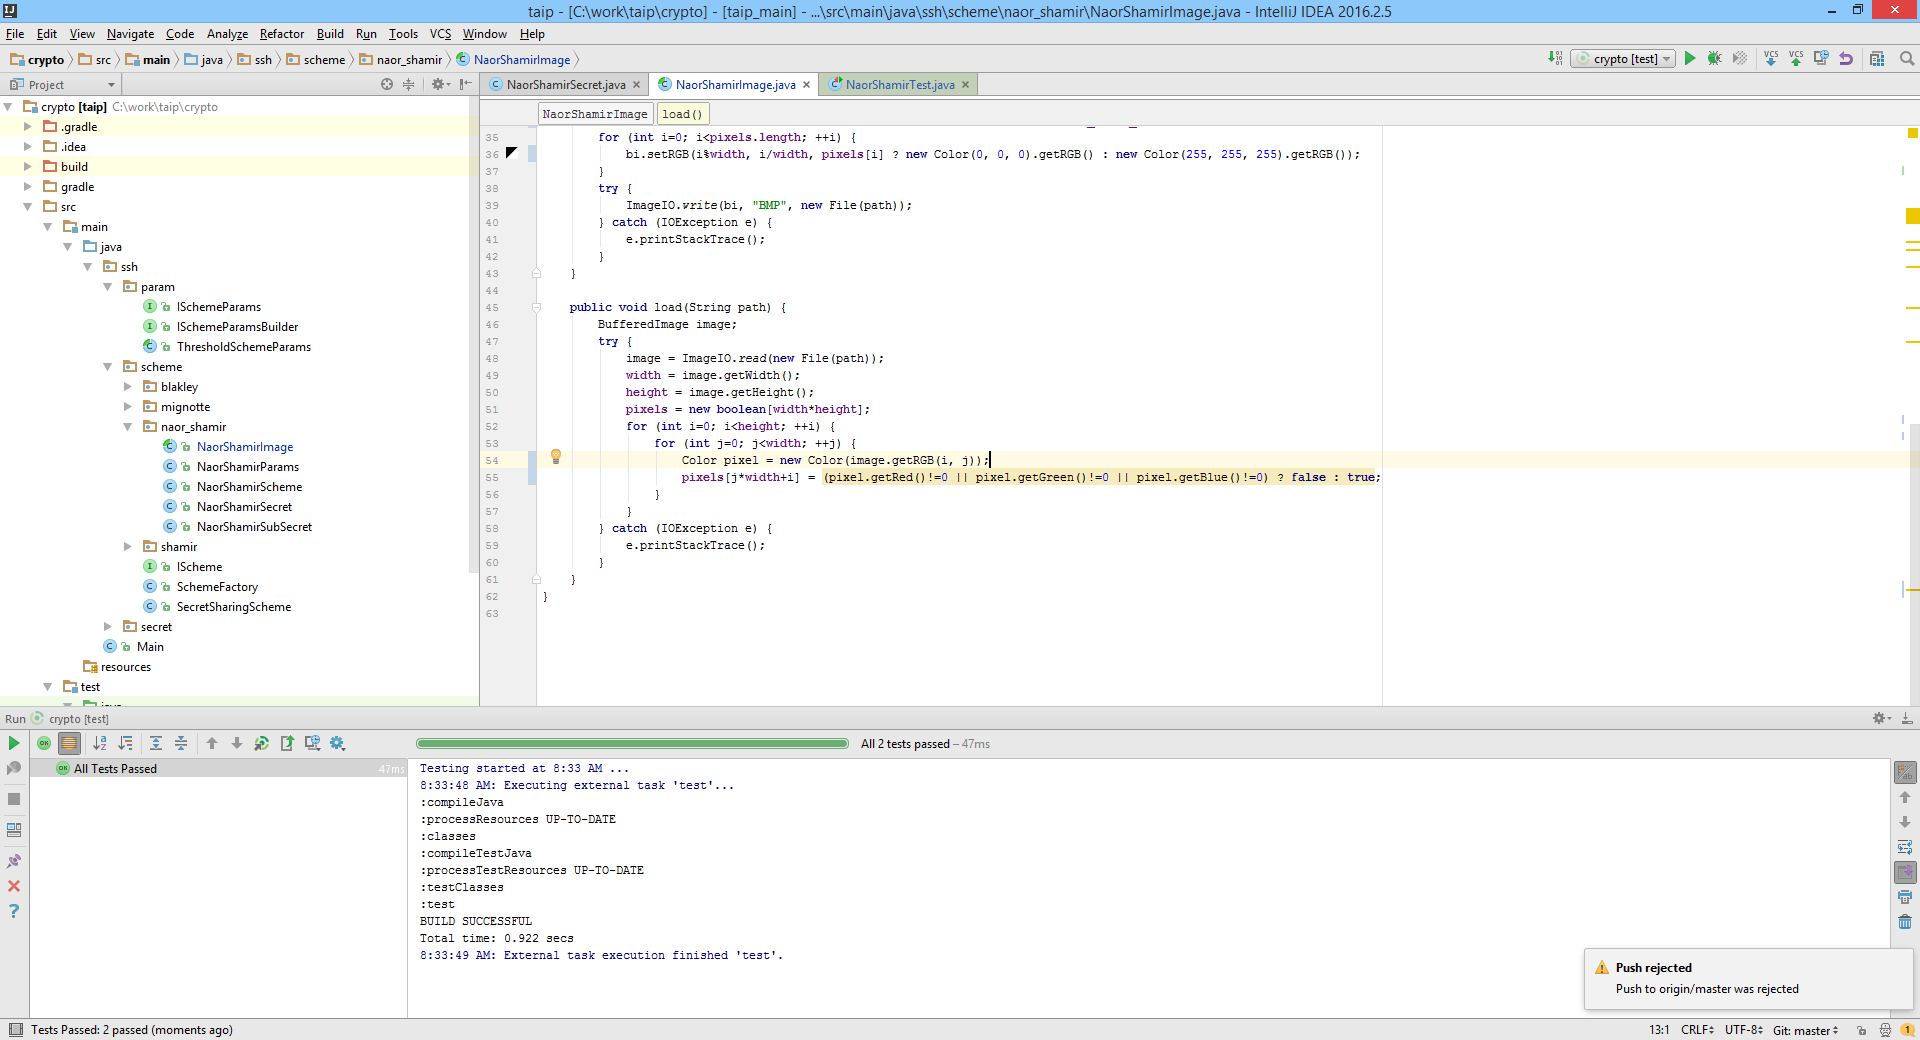 taip - [C:\work\taip\crypto] - [taip_main] - ...\src\main\java\ssh\scheme\naor_shamir\NaorShamirImage.java - IntelliJ IDEA 2016.2.5
File Edit View Navigate Code Analyze Refactor Build Run Tools VCS Window Help
crypto src main java ssh scheme naor_shamir NaorShamirImage
crypto [test]
VCS VCS
Project
NaorShamirSecret.java NaorShamirImage.java NaorShamirTest.java
NaorShamirImage load()
crypto [taip] C:\work\taip\crypto
.gradle
.idea
build
gradle
src
main
java
ssh
param
ISchemeParams
ISchemeParamsBuilder
ThresholdSchemeParams
scheme
blakley
mignotte
naor_shamir
NaorShamirImage
NaorShamirParams
NaorShamirScheme
NaorShamirSecret
NaorShamirSubSecret
shamir
IScheme
SchemeFactory
SecretSharingScheme
secret
Main
resources
test
35 for (int i=0; i<pixels.length; ++i) {
36 bi.setRGB(i%width, i/width, pixels[i] ? new Color(0, 0, 0).getRGB() : new Color(255, 255, 255).getRGB());
37 }
38 try {
39 ImageIO.write(bi, "BMP", new File(path));
40 } catch (IOException e) {
41 e.printStackTrace();
42 }
43 }
44
45 public void load(String path) {
46 BufferedImage image;
47 try {
48 image = ImageIO.read(new File(path));
49 width = image.getWidth();
50 height = image.getHeight();
51 pixels = new boolean[width*height];
52 for (int i=0; i<height; ++i) {
53 for (int j=0; j<width; ++j) {
54 Color pixel = new Color(image.getRGB(i, j));
55 pixels[j*width+i] = (pixel.getRed()!=0 || pixel.getGreen()!=0 || pixel.getBlue()!=0) ? false : true;
56 }
57 }
58 } catch (IOException e) {
59 e.printStackTrace();
60 }
61 }
62 }
63
Run crypto [test]
All 2 tests passed – 47ms
OK All Tests Passed 47ms
Testing started at 8:33 AM ...
8:33:48 AM: Executing external task 'test'...
:compileJava
:processResources UP-TO-DATE
:classes
:compileTestJava
:processTestResources UP-TO-DATE
:testClasses
:test
BUILD SUCCESSFUL
Total time: 0.922 secs
8:33:49 AM: External task execution finished 'test'.
Push rejected
Push to origin/master was rejected
Tests Passed: 2 passed (moments ago)
13:1 CRLF UTF-8 Git: master 1